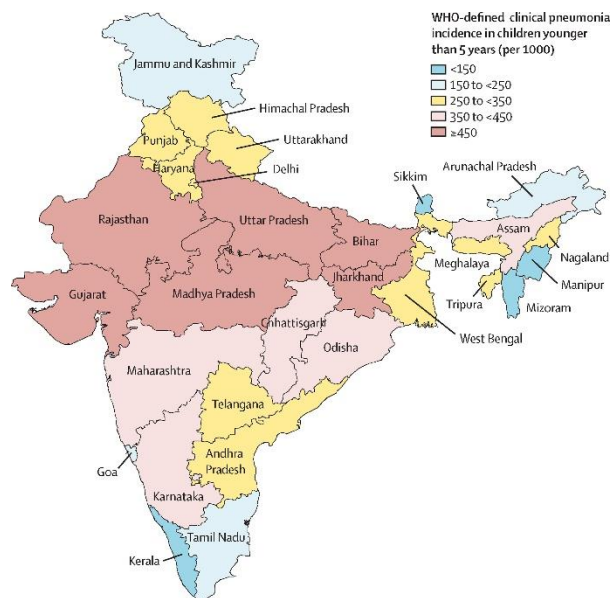 WHO-defined clinical pneumonia
incidence in children younger
than 5 years (per 1000)
<150
150 to <250
250 to <350
350 to <450
≥450
Jammu and Kashmir
Himachal Pradesh
Punjab
Uttarakhand
Haryana
Delhi
Arunachal Pradesh
Sikkim
Rajasthan
Uttar Pradesh
Bihar
Assam
Nagaland
Meghalaya
Manipur
Jharkhand
Gujarat
Madhya Pradesh
Tripura
Mizoram
Chhattisgarh
West Bengal
Odisha
Maharashtra
Telangana
Andhra
Pradesh
Goa
Karnataka
Tamil Nadu
Kerala